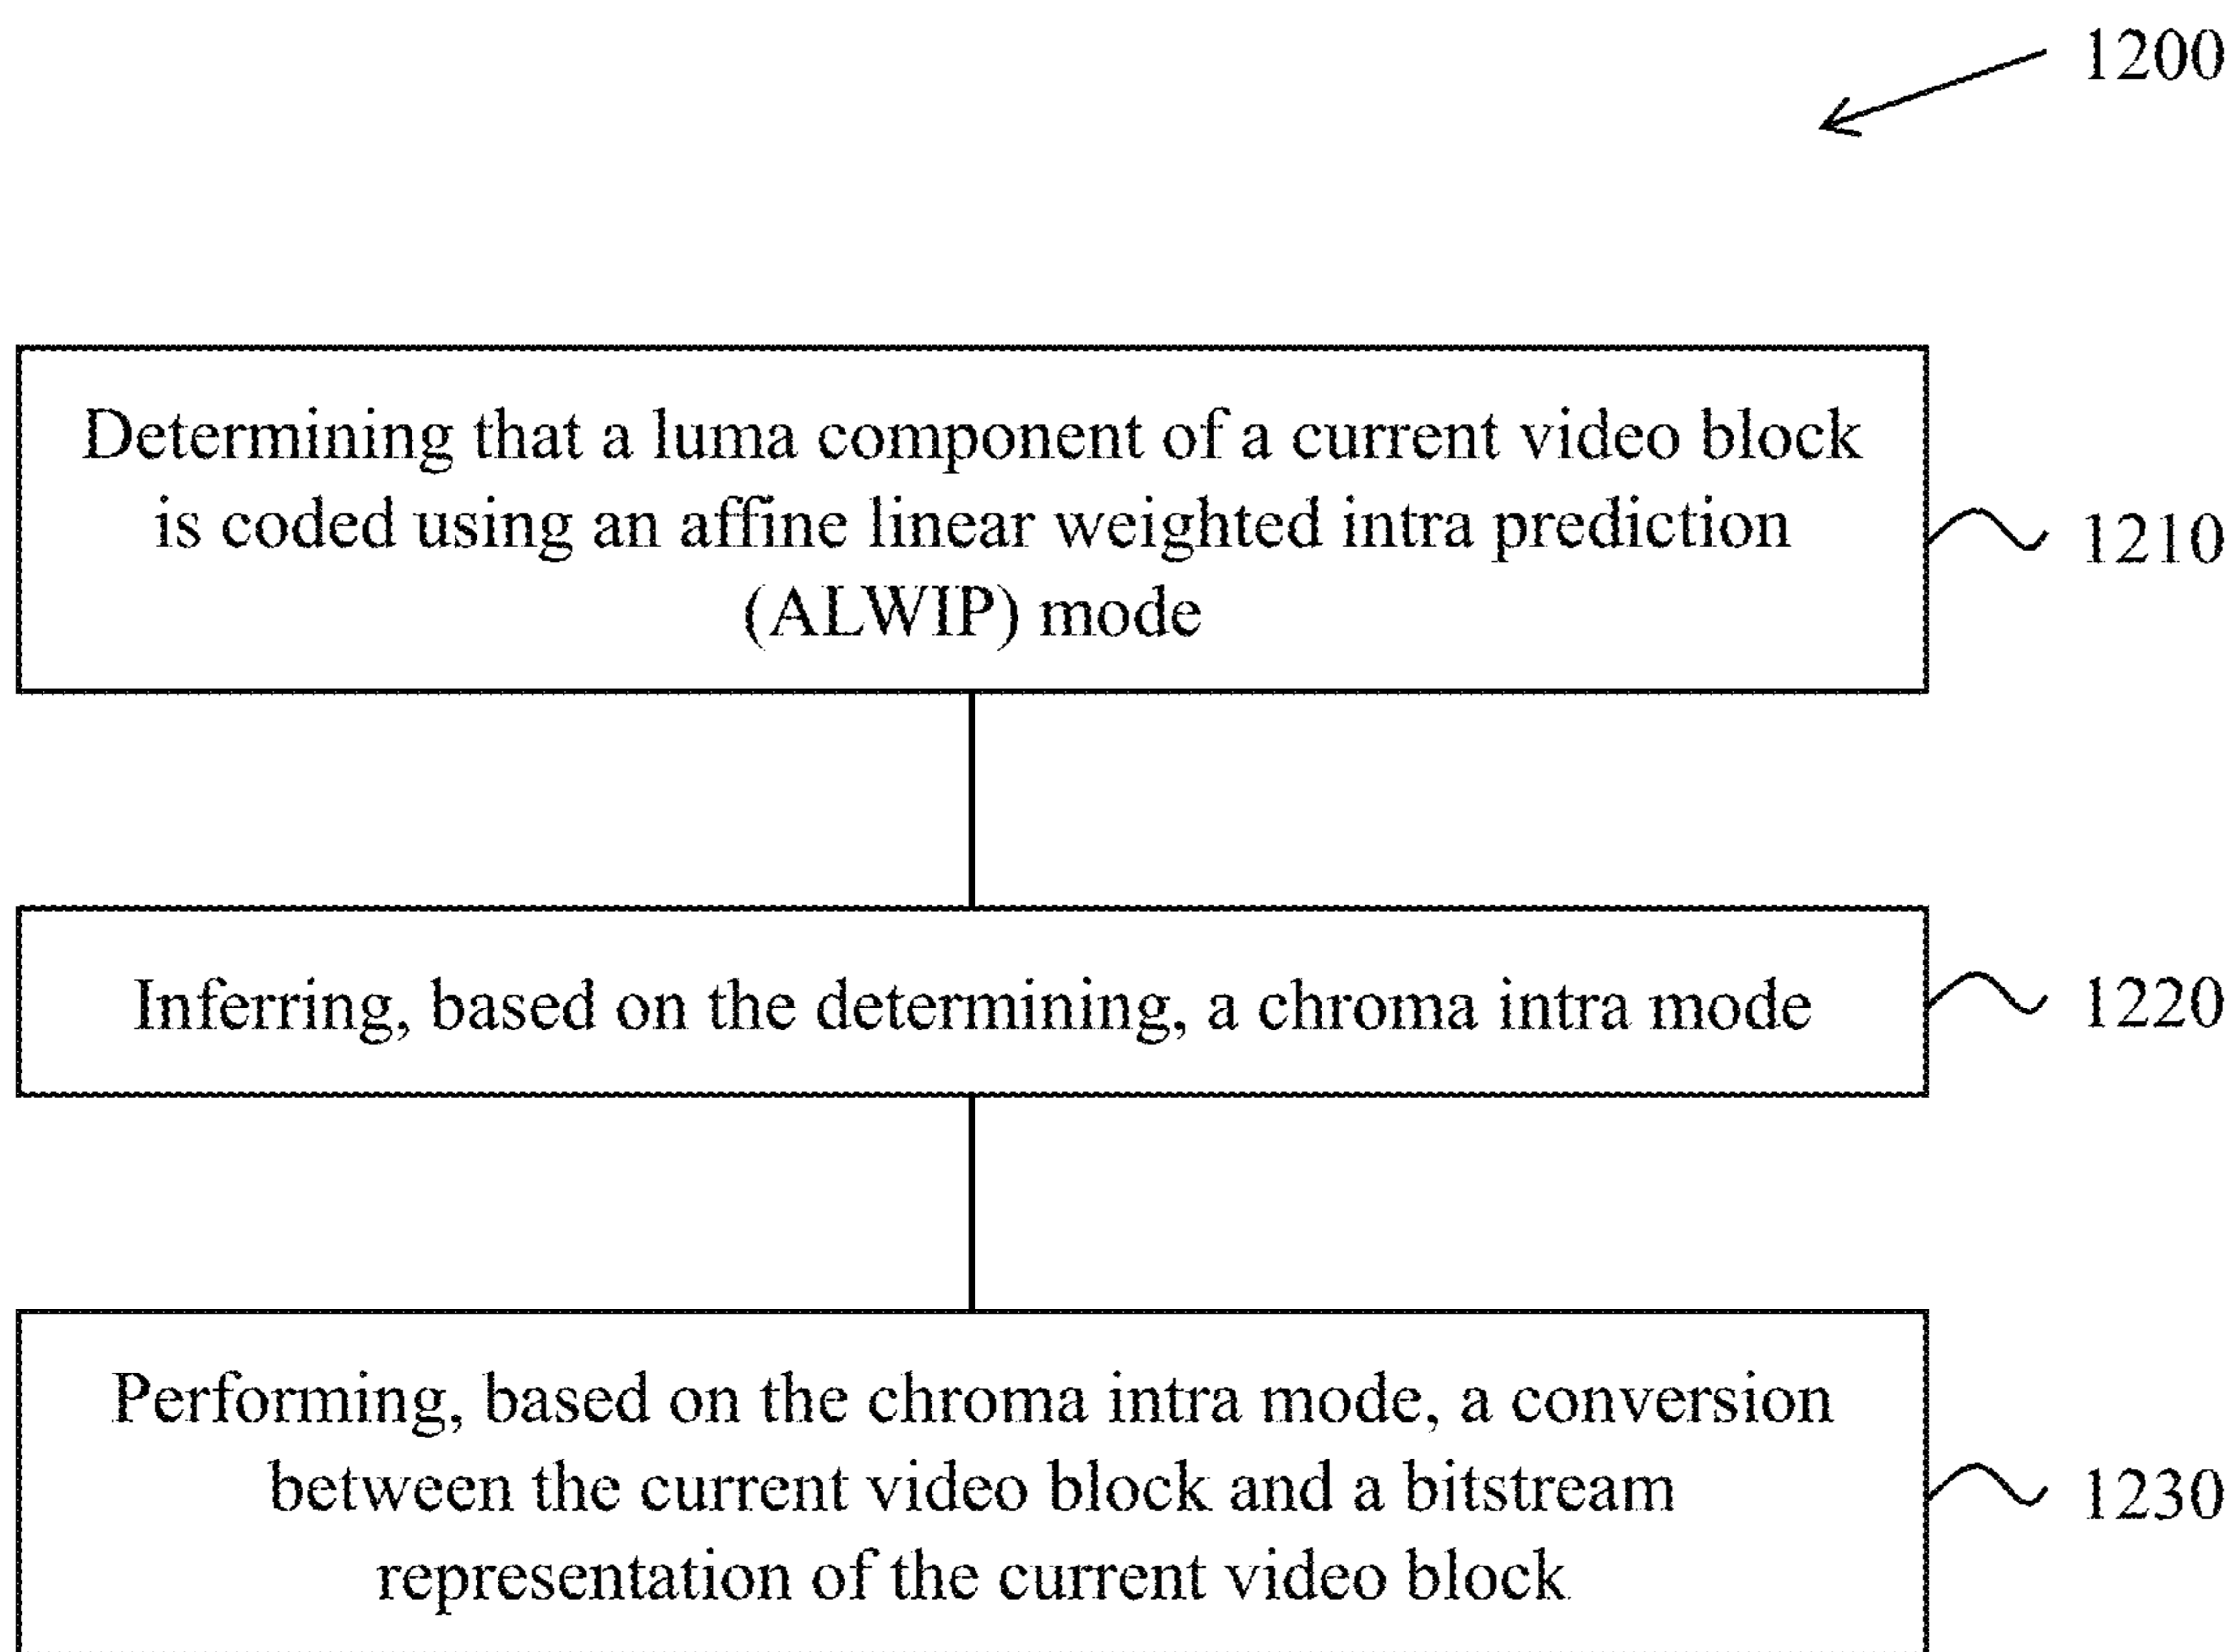 1200
Determining that a luma component of a current video block
is coded using an affine linear weighted intra prediction
(ALWIP) mode
1210
Inferring, based on the determining, a chroma intra mode
1220
Performing, based on the chroma intra mode, a conversion
between the current video block and a bitstream
representation of the current video block
1230